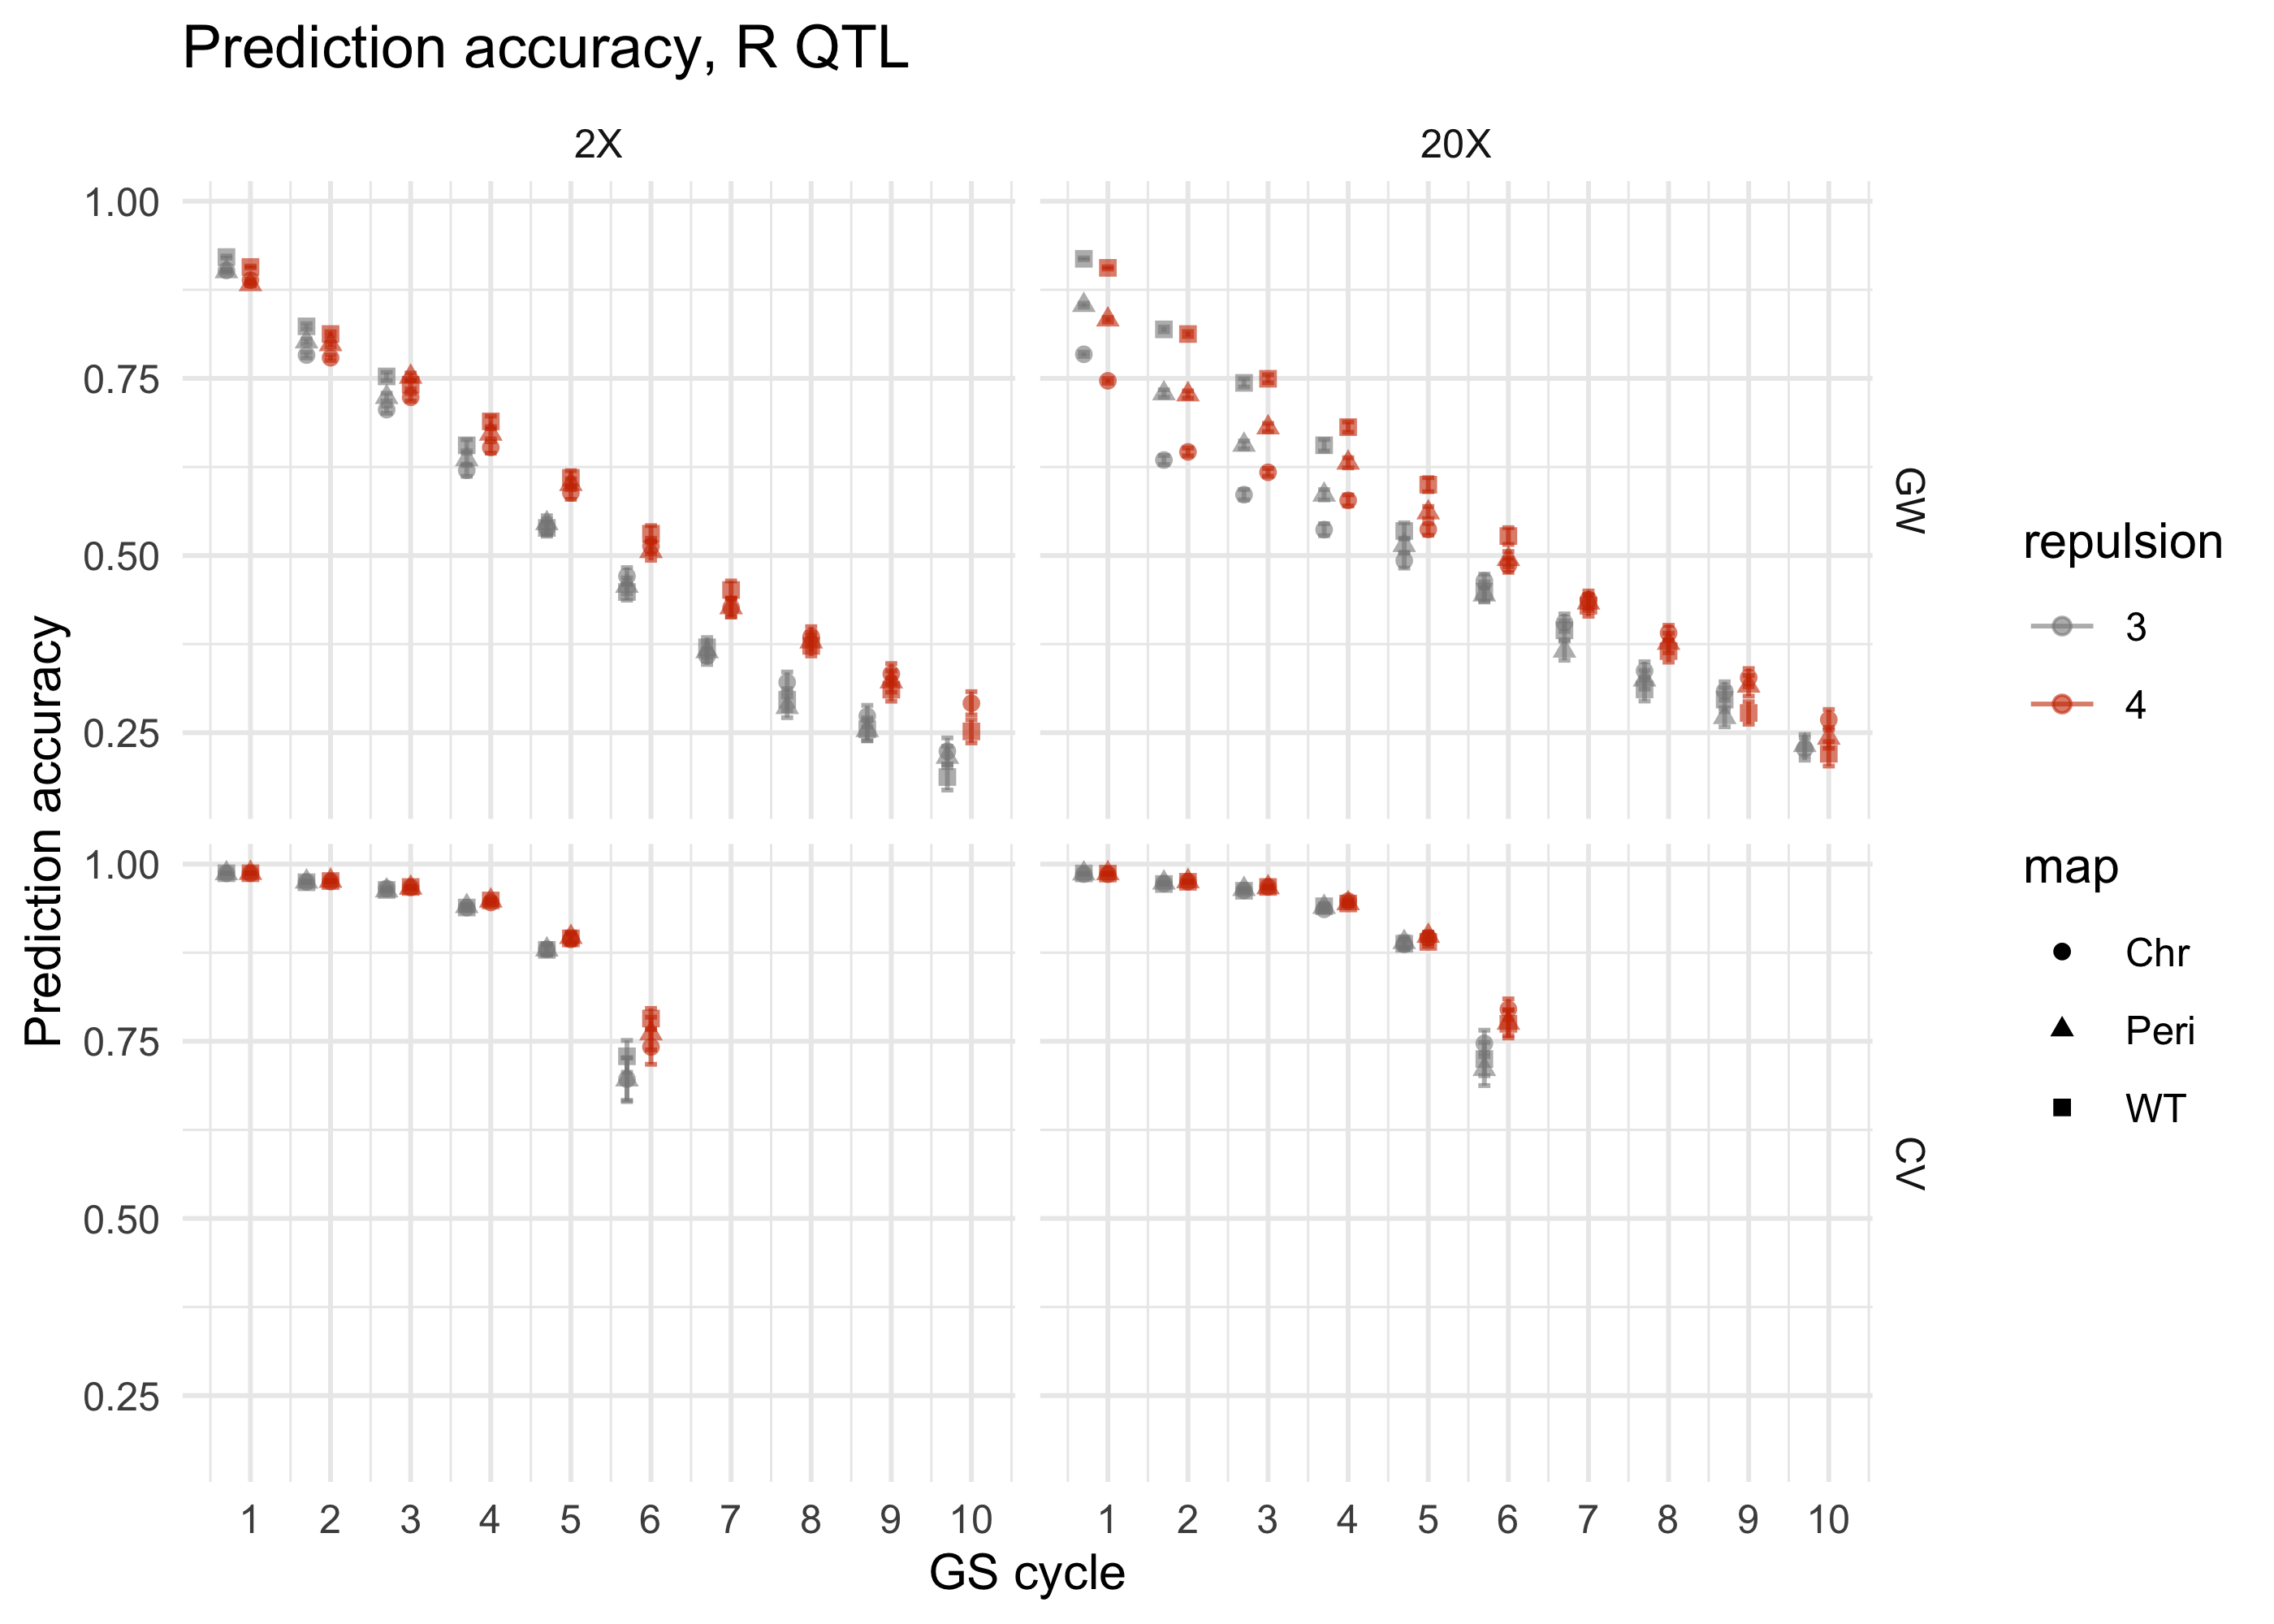 Prediction accuracy, R QTL
2X
20X
1.00
0.75
0.50
0.25
GW
1.00
0.75
0.50
0.25
CV
Prediction accuracy
1 2 3 4 5 6 7 8 9 10
1 2 3 4 5 6 7 8 9 10
GS cycle
repulsion
3
4
map
Chr
Peri
WT